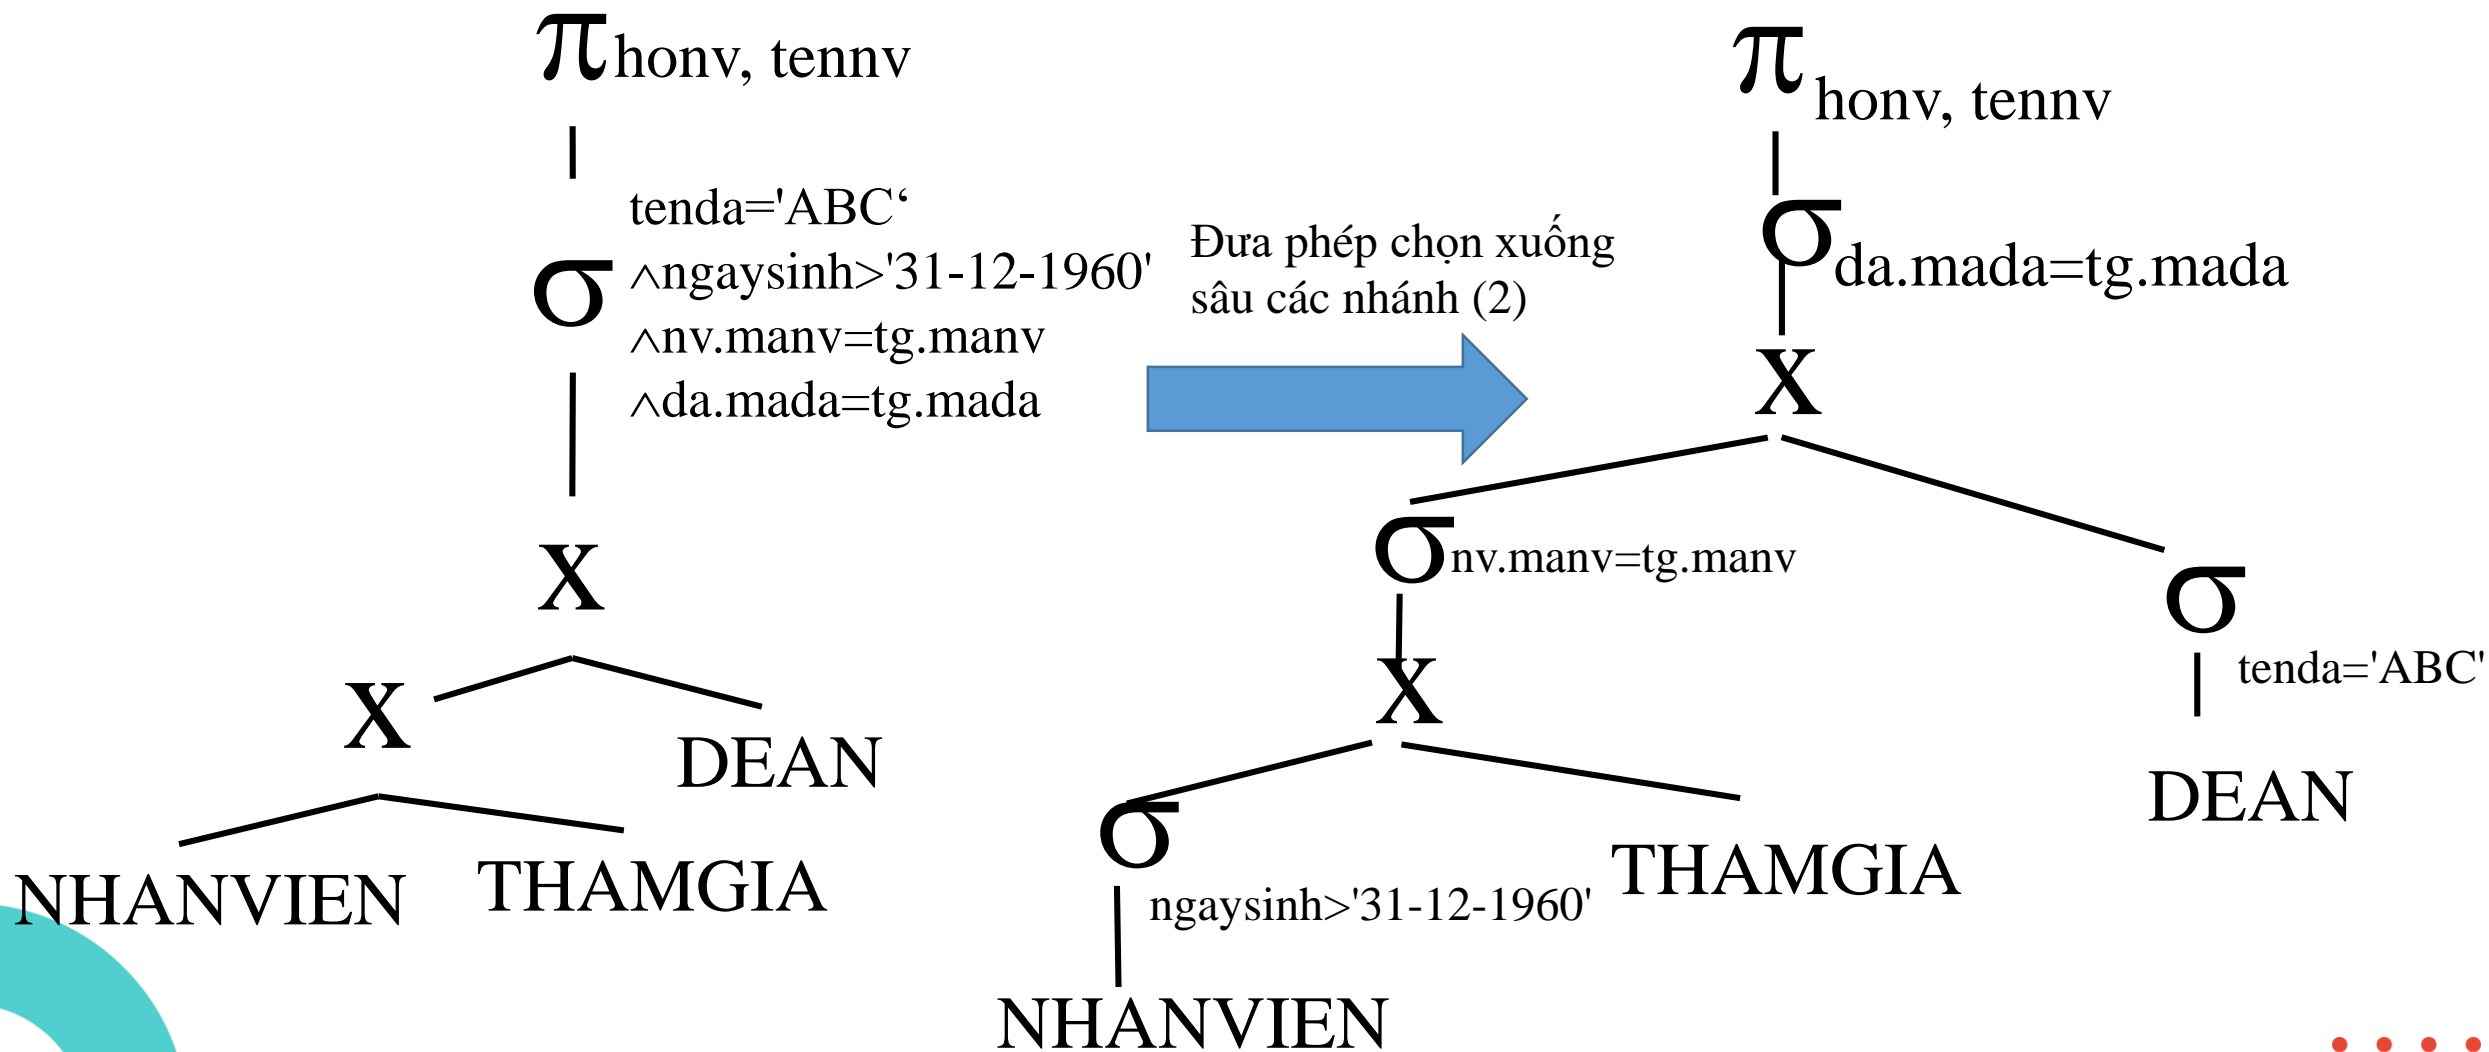 π honv, tennv
tenda='ABC‘
σ ∧ngaysinh>'31-12-1960'
∧nv.manv=tg.manv
∧da.mada=tg.mada
X
X
DEAN
NHANVIEN THAMGIA
Đưa phép chọn xuống
sâu các nhánh (2)
π honv, tennv
σ da.mada=tg.mada
X
σ nv.manv=tg.manv
σ tenda='ABC'
X
DEAN
σ ngaysinh>'31-12-1960'
THAMGIA
NHANVIEN